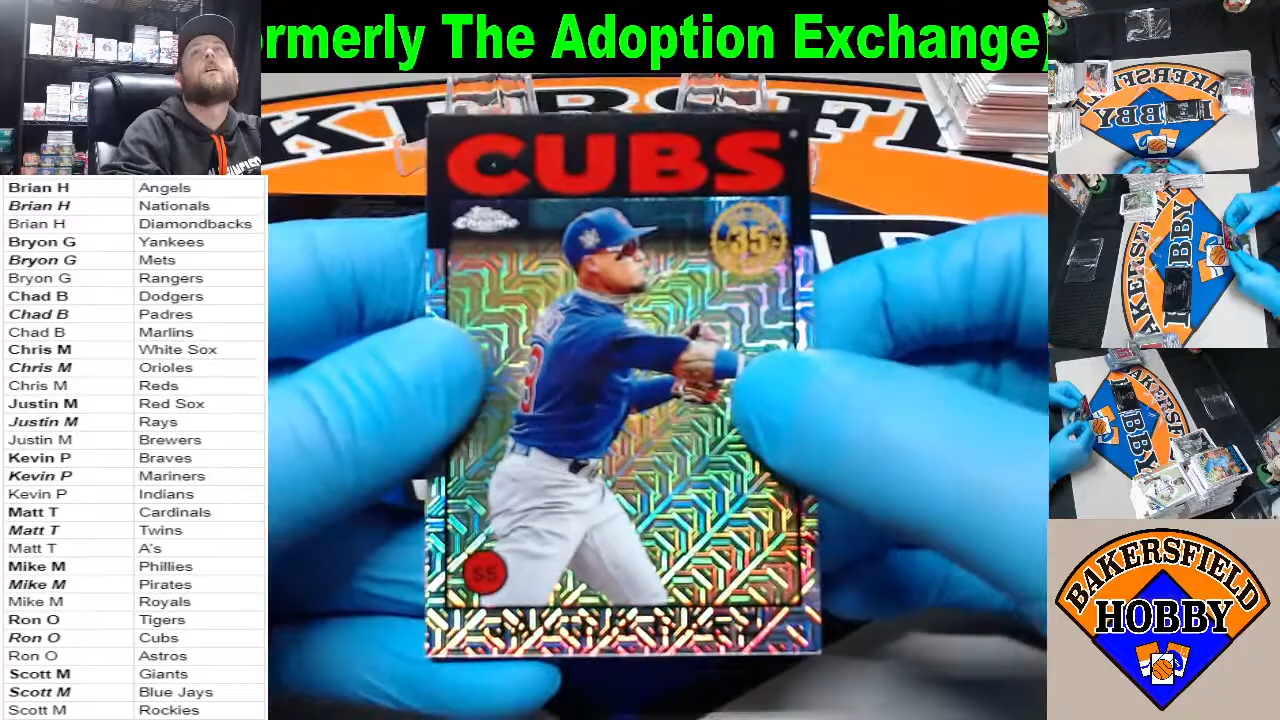 ormerly The Adoption Exchange)
Brian H Angels
Brian H Nationals
Brian H Diamondbacks
Bryon G Yankees
Bryon G Mets
Bryon G Rangers
Chad B Dodgers
Chad B Padres
Chad B Marlins
Chris M White Sox
Chris M Orioles
Chris M Reds
Justin M Red Sox
Justin M Rays
Justin M Brewers
Kevin P Braves
Kevin P Mariners
Kevin P Indians
Matt T Cardinals
Matt T Twins
Matt T A's
Mike M Phillies
Mike M Pirates
Mike M Royals
Ron O Tigers
Ron O Cubs
Ron O Astros
Scott M Giants
Scott M Blue Jays
Scott M Rockies
CUBS
Chrome
35
SS
BAKERSFIELD
HOBBY